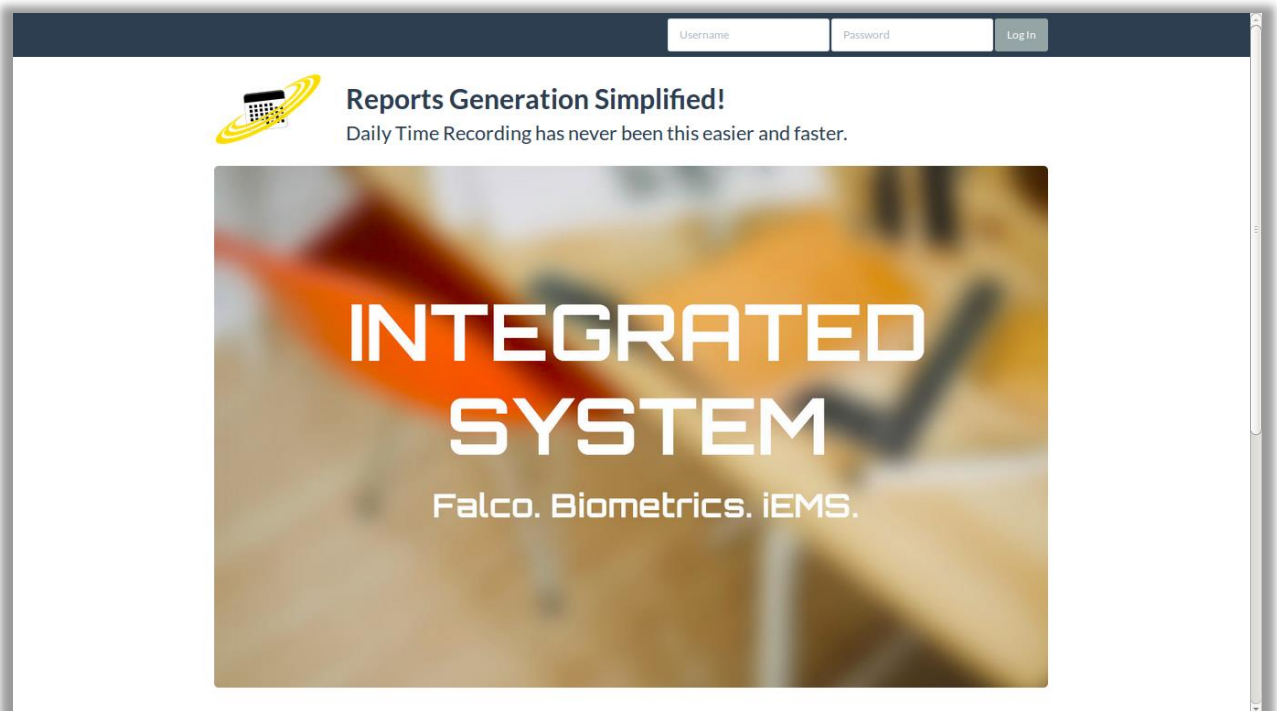 Username Password Log In
Reports Generation Simplified!
Daily Time Recording has never been this easier and faster.
INTEGRATED
SYSTEM
Falco. Biometrics. iEMS.